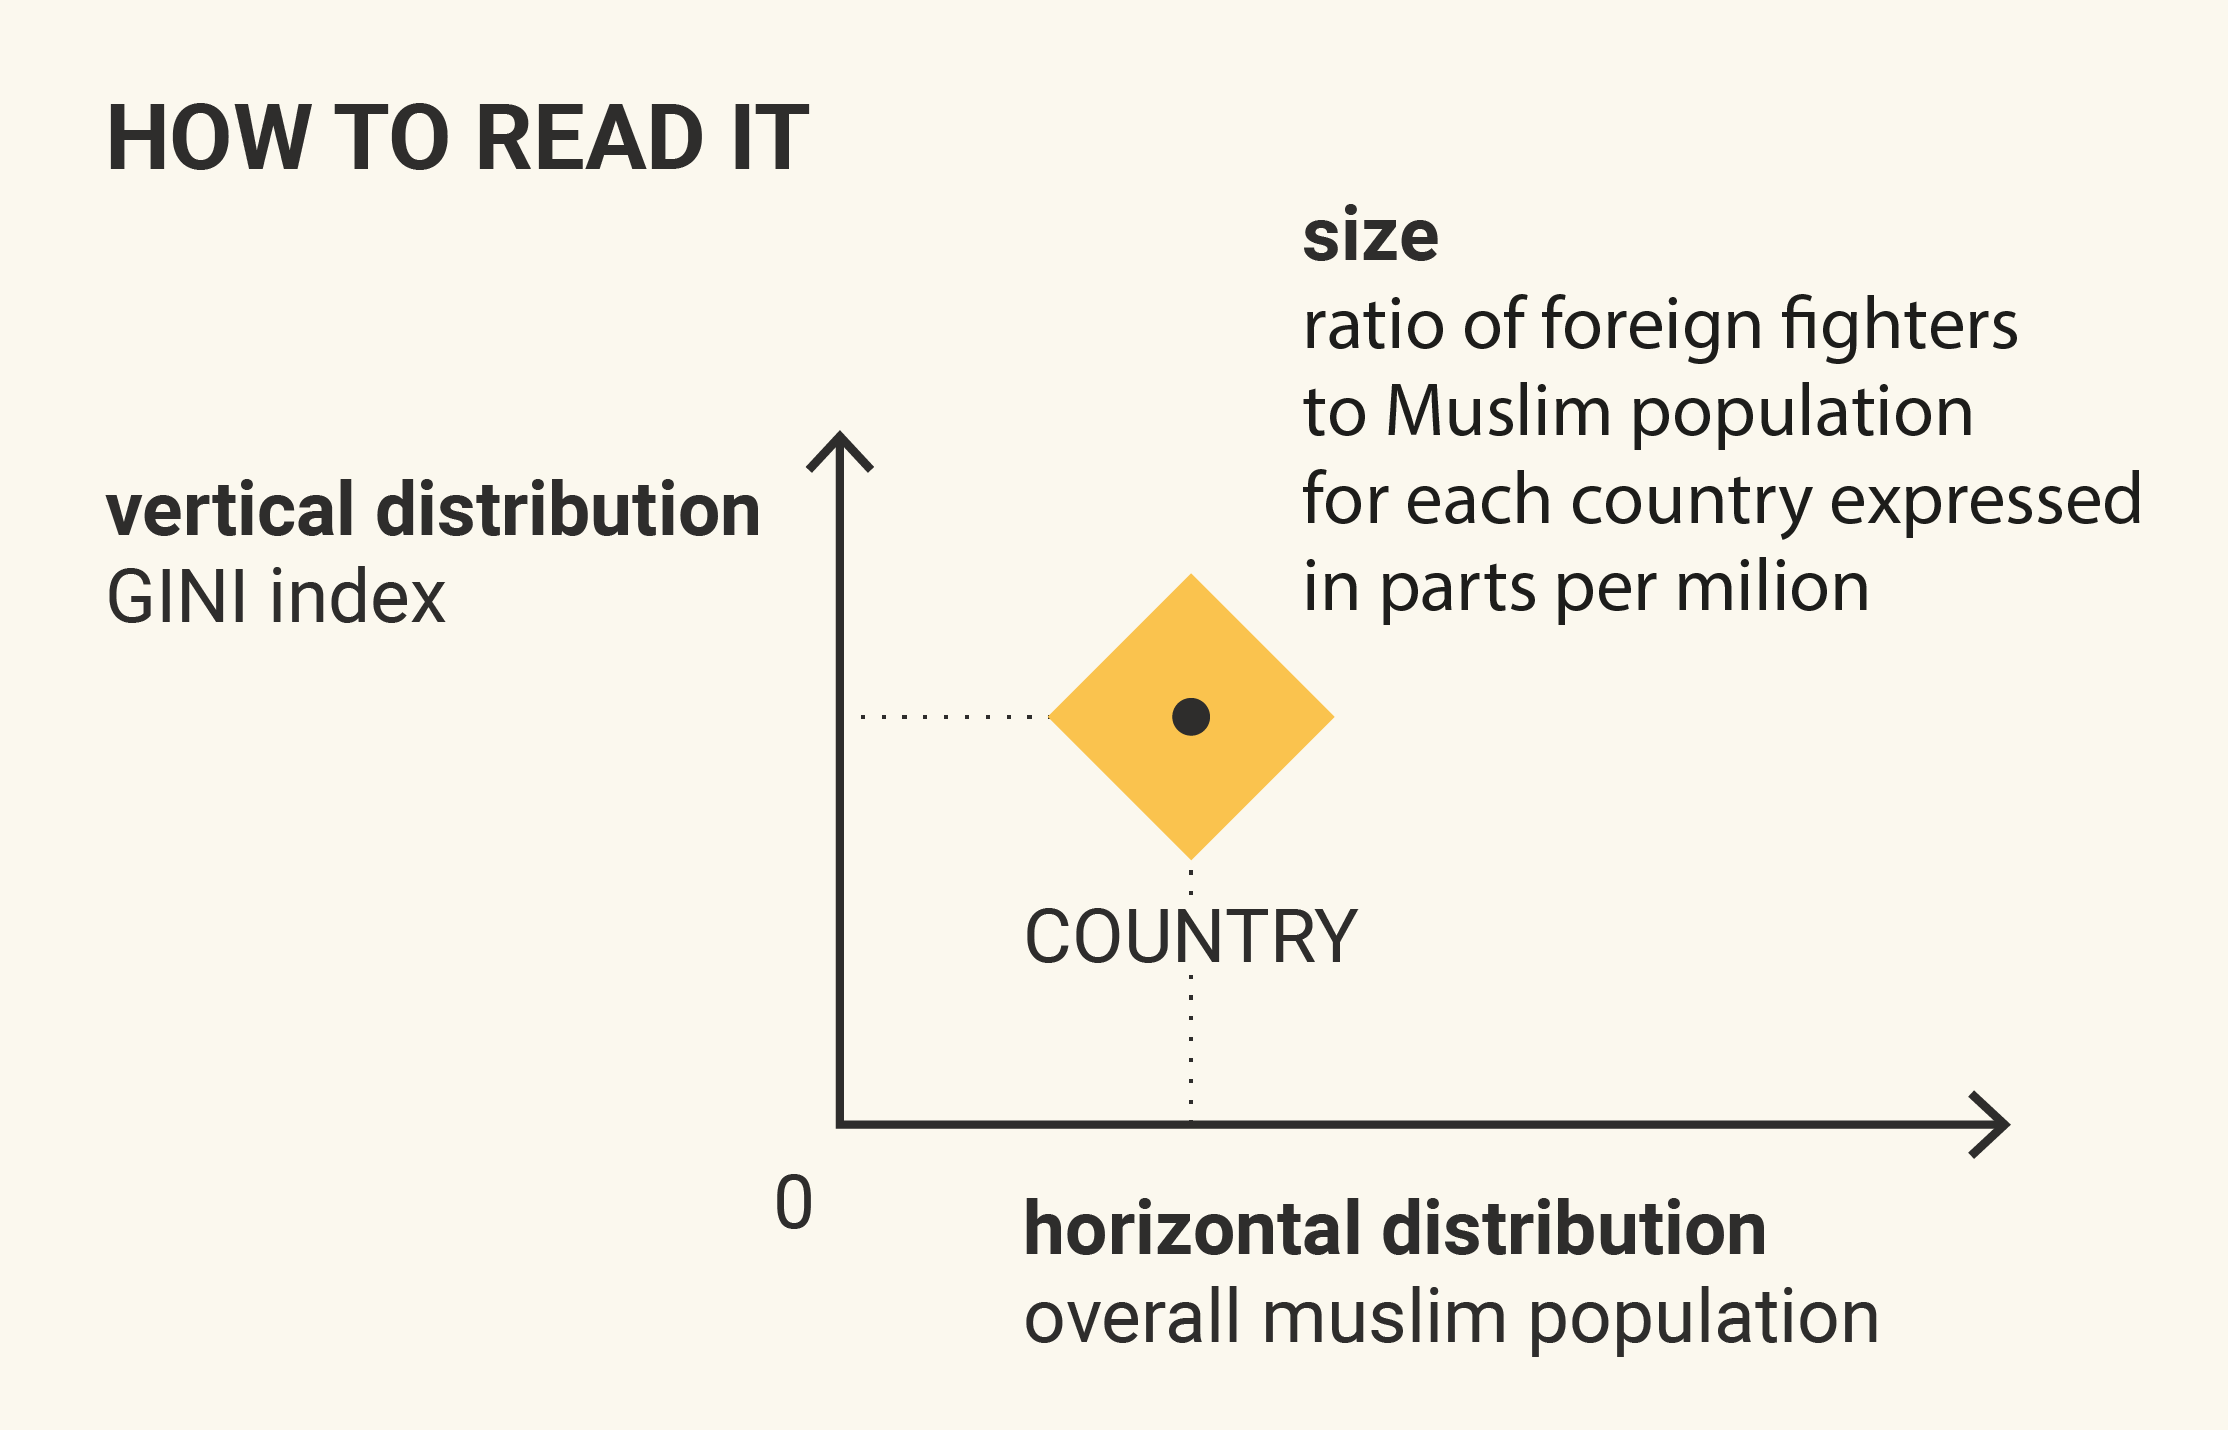 HOW TO READ IT
size
ratio of foreign fighters
to Muslim population
for each country expressed
in parts per milion
vertical distribution
GINI index
COUNTRY
0
horizontal distribution
overall muslim population